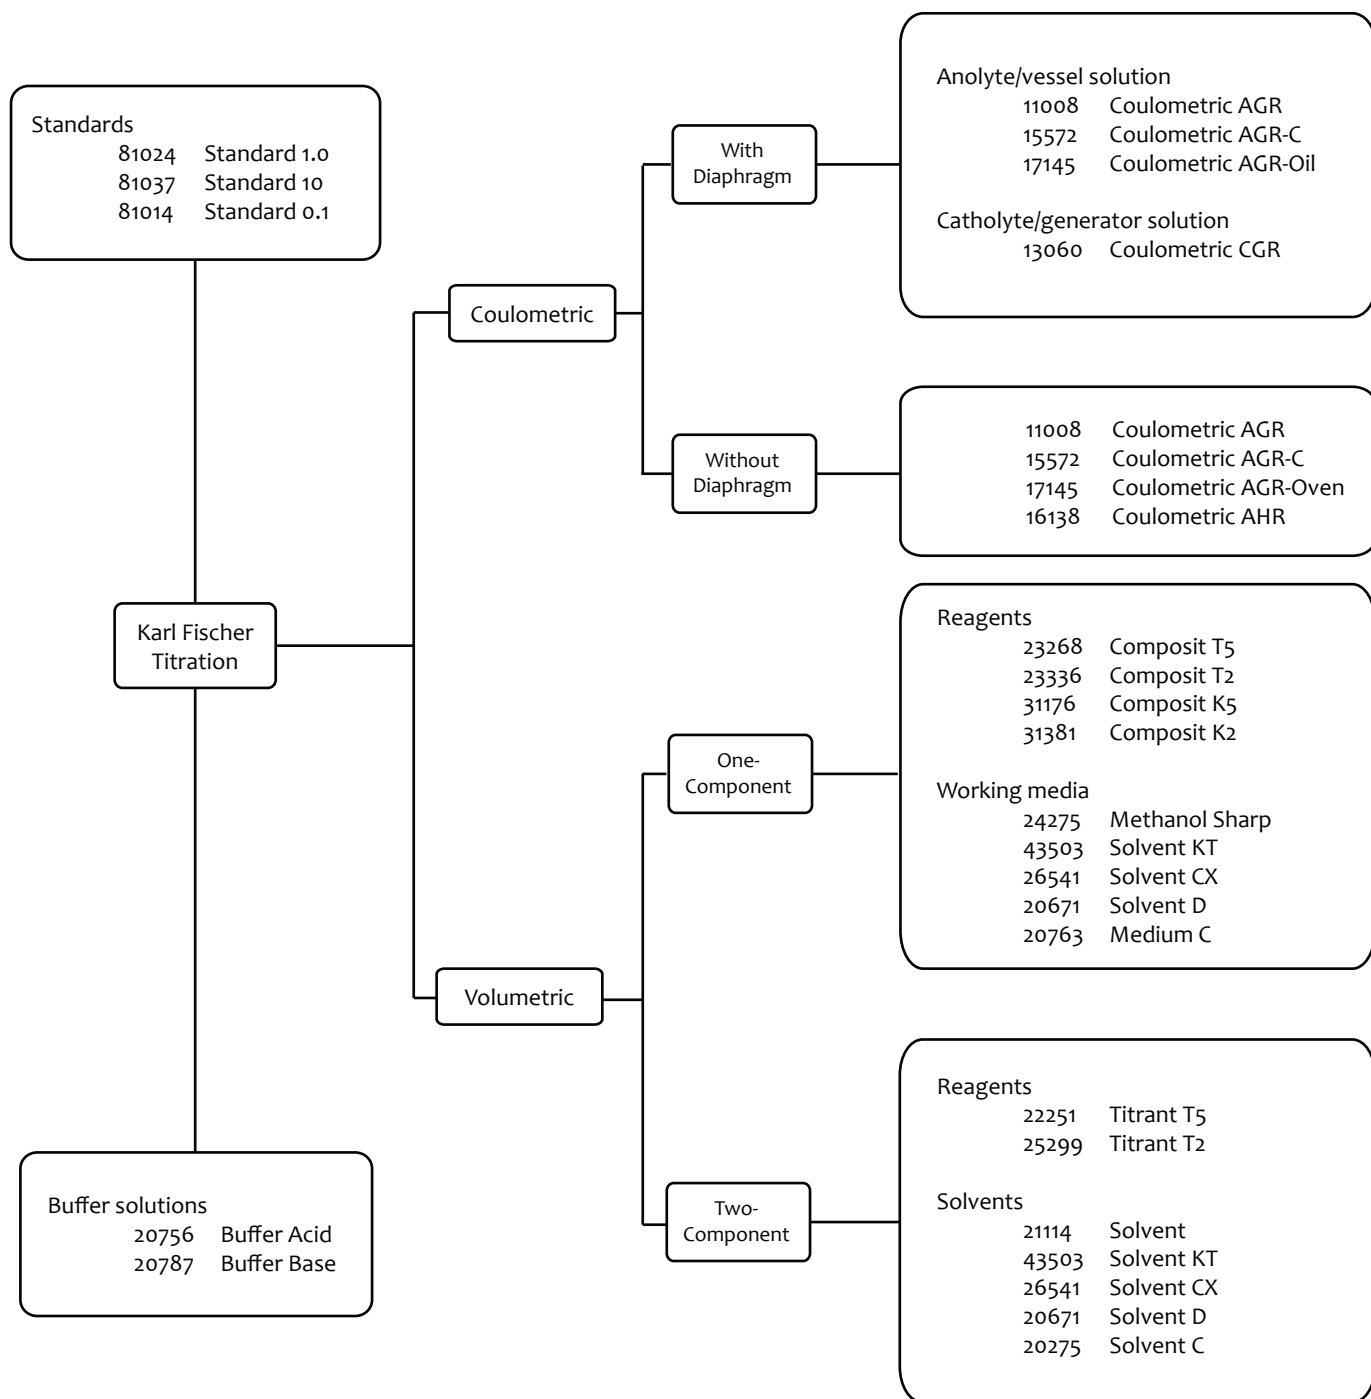 Standards
81024 Standard 1.0
81037 Standard 10
81014 Standard 0.1
Karl Fischer
Titration
Buffer solutions
20756 Buffer Acid
20787 Buffer Base
Coulometric
Volumetric
With
Diaphragm
Without
Diaphragm
One-
Component
Two-
Component
Anolyte/vessel solution
11008 Coulometric AGR
15572 Coulometric AGR-C
17145 Coulometric AGR-Oil
Catholyte/generator solution
13060 Coulometric CGR
11008 Coulometric AGR
15572 Coulometric AGR-C
17145 Coulometric AGR-Oven
16138 Coulometric AHR
Reagents
23268 Composit T5
23336 Composit T2
31176 Composit K5
31381 Composit K2
Working media
24275 Methanol Sharp
43503 Solvent KT
26541 Solvent CX
20671 Solvent D
20763 Medium C
Reagents
22251 Titrant T5
25299 Titrant T2
Solvents
21114 Solvent
43503 Solvent KT
26541 Solvent CX
20671 Solvent D
20275 Solvent C